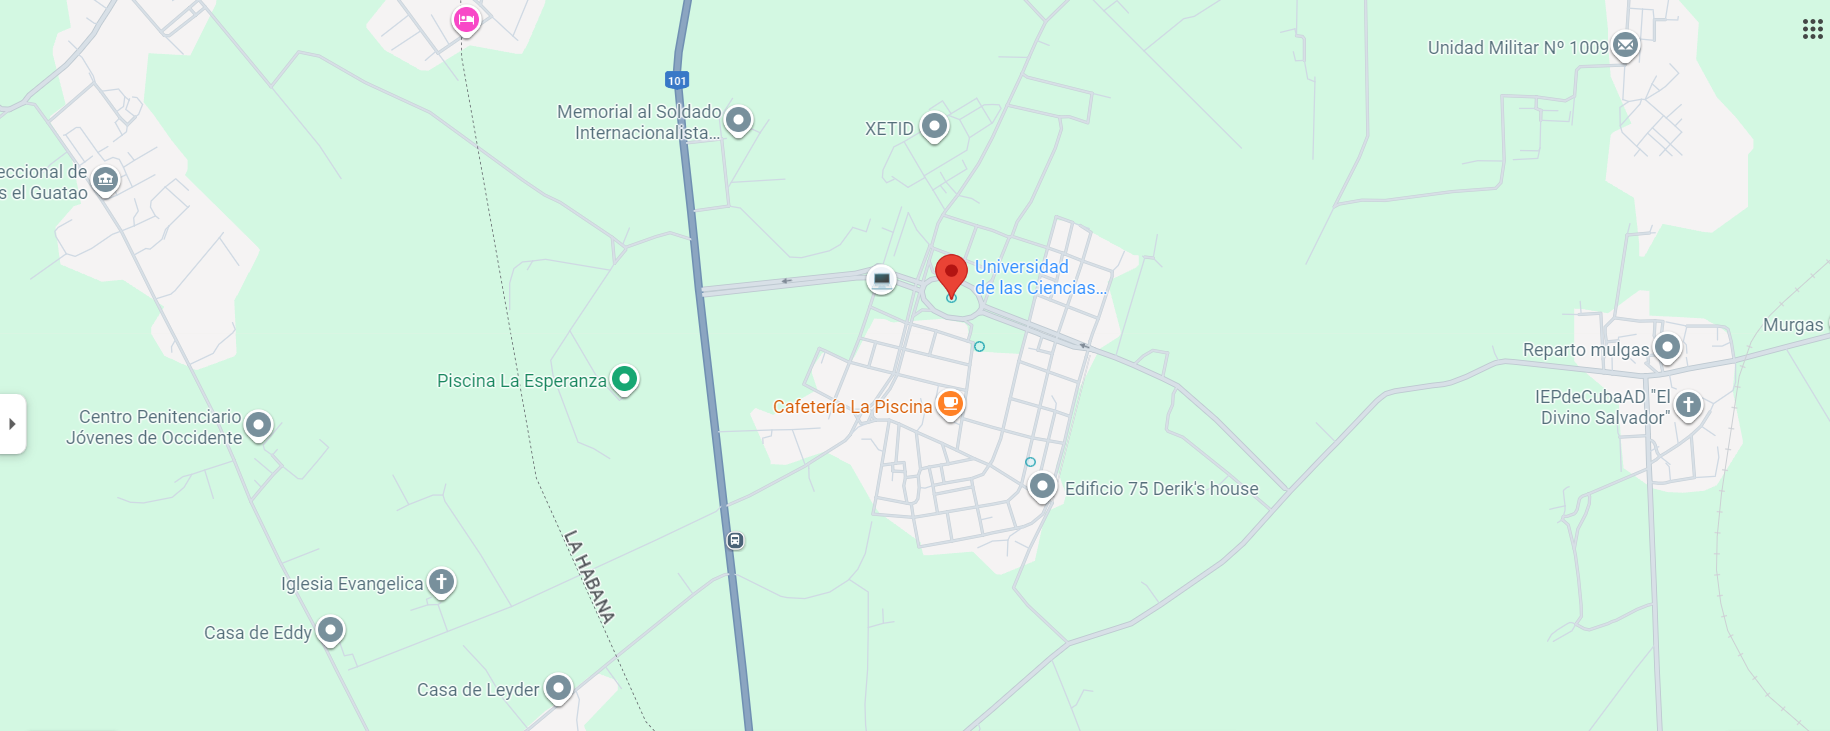 Unidad Militar Nº 1009
101
Memorial al Soldado
Internacionalista...
XETID
eccional de
s el Guatao
Universidad
de las Ciencias...
Murgas
Reparto mulgas
Piscina La Esperanza
Cafetería La Piscina
IEPdeCubaAD "El
Divino Salvador"
Centro Penitenciario
Jóvenes de Occidente
Edificio 75 Derik's house
LA HABANA
Iglesia Evangelica
Casa de Eddy
Casa de Leyder